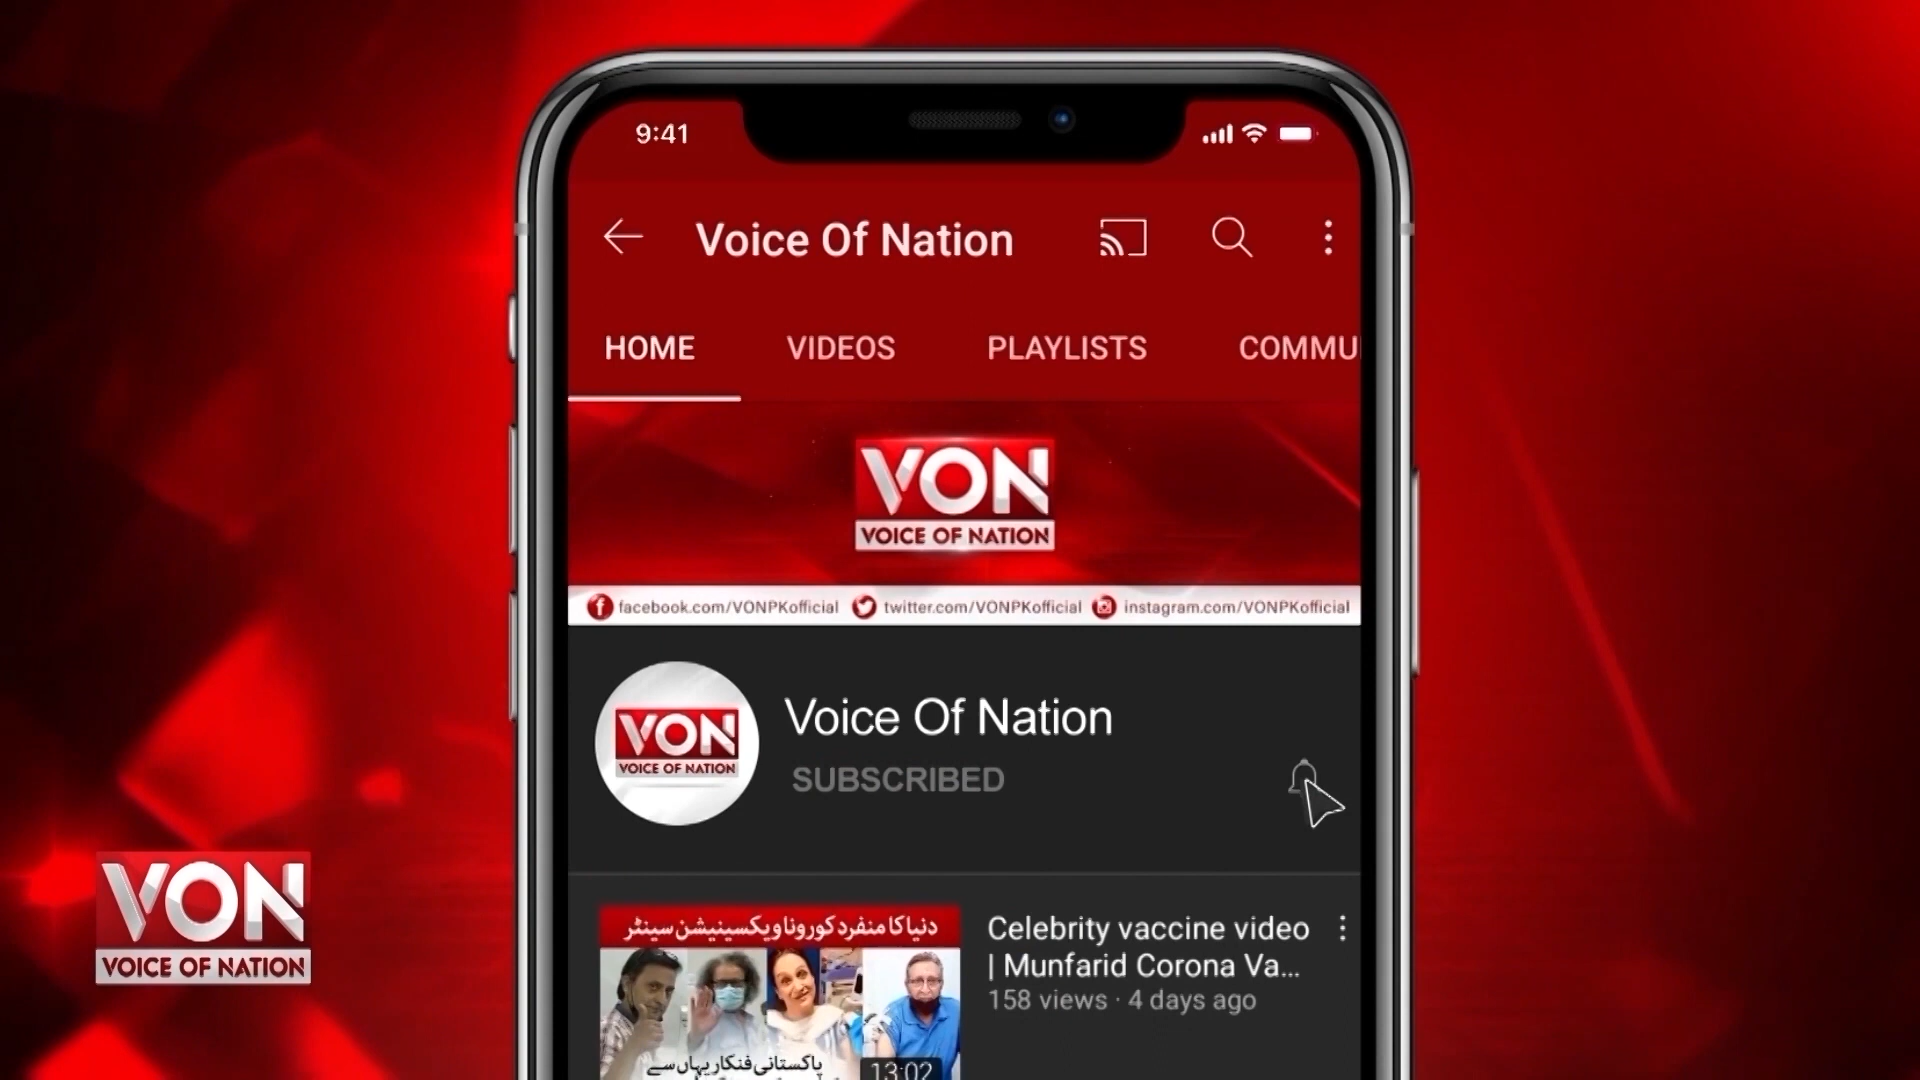 9:41
Voice Of Nation
HOME VIDEOS PLAYLISTS COMMU
VON
VOICE OF NATION
facebook.com/VONPKofficial twitter.com/VONPKofficial instagram.com/VONPKofficial
VON
VOICE OF NATION
Voice Of Nation
SUBSCRIBED
دنیا کا منفرد کورونا ویکسینیشن سینٹر
Celebrity vaccine video
| Munfarid Corona Va...
158 views · 4 days ago
پاکستانی فنکار یہاں سے
13:02
VON
VOICE OF NATION